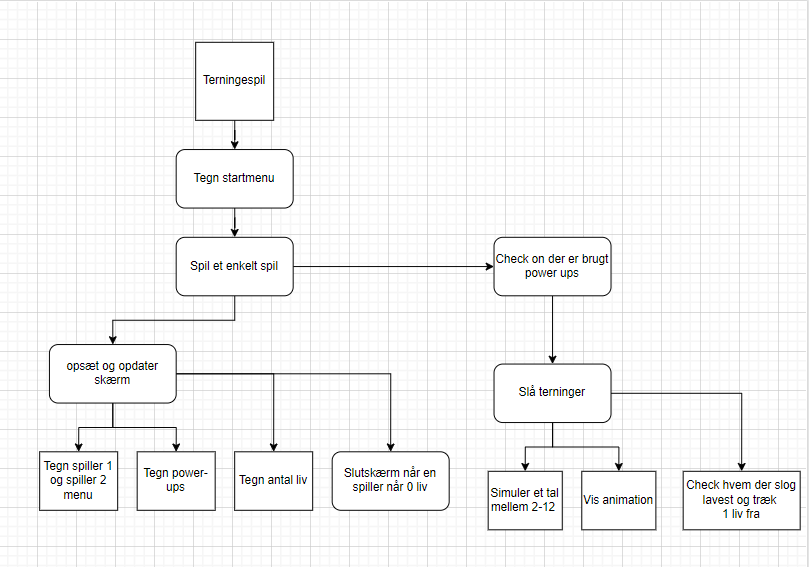 Terningespil
Tegn startmenu
Spil et enkelt spil
Check on der er brugt
power ups
opsæt og opdater
skærm
Slå terninger
Tegn spiller 1
og spiller 2
menu
Tegn power-
ups
Tegn antal liv
Slutskærm når en
spiller når 0 liv
Simuler et tal
mellem 2-12
Vis animation
Check hvem der slog
lavest og træk
1 liv fra